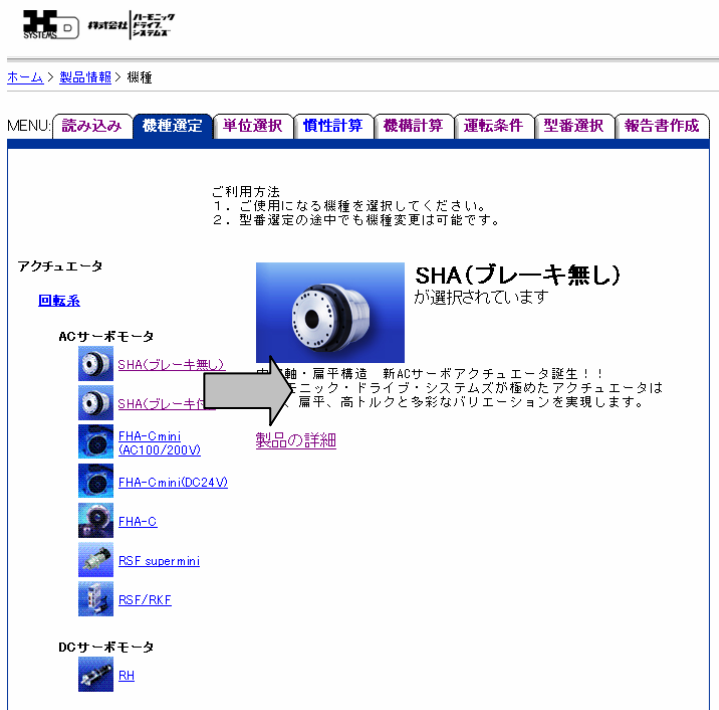 SYSTEMS
株式会社
ハーモニック
ドライブ
システムズ
ホーム > 製品情報 > 機種
MENU: 読み込み 機種選定 単位選択 慣性計算 機構計算 運転条件 型番選択 報告書作成
ご利用方法
1. ご使用になる機種を選択してください。
2. 型番選定の途中でも機種変更は可能です。
アクチュエータ
回転系
ACサーボモータ
SHA(ブレーキ無し)
SHA(ブレーキ付
FHA-Cmini
(AC100/200V)
FHA-Cmini(DC24V)
FHA-C
RSF supermini
RSF/RKF
DCサーボモータ
RH
SHA(ブレーキ無し)
が選択されています
軸・扁平構造 新ACサーボアクチュエータ誕生！！
モニック・ドライブ・システムズが極めたアクチュエータは
、扁平、高トルクと多彩なバリエーションを実現します。
製品の詳細